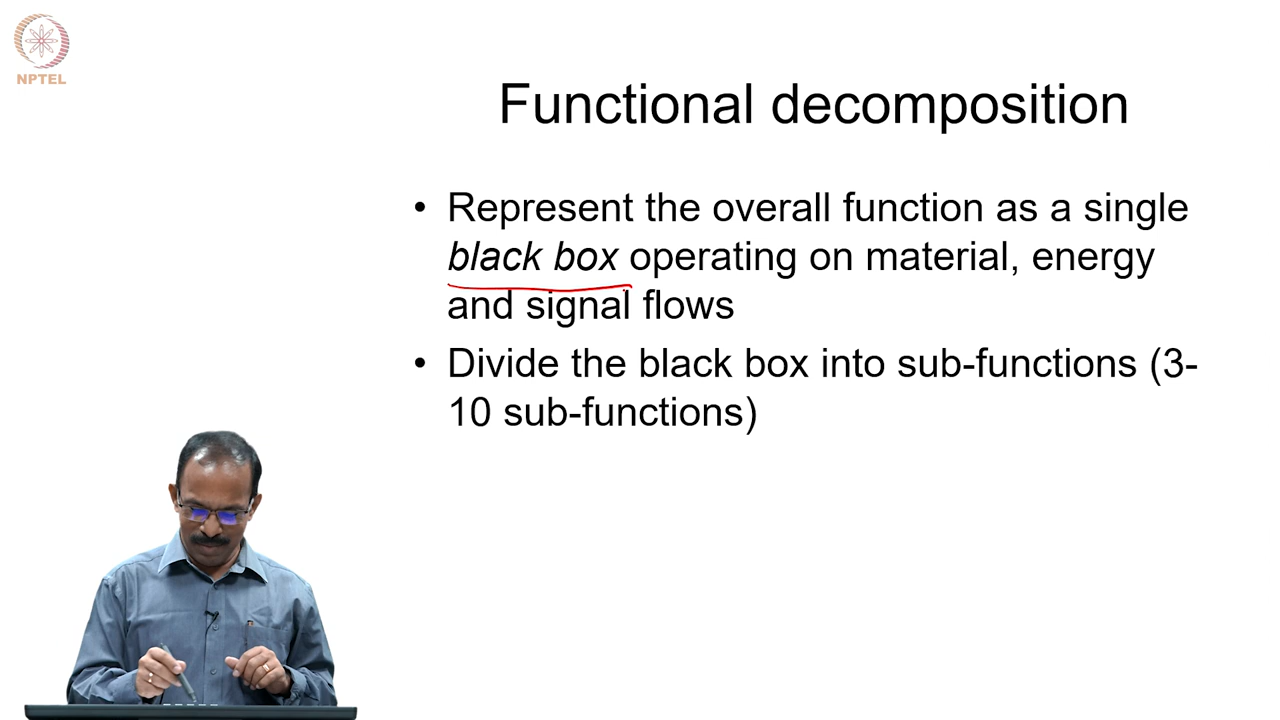 NPTEL
Functional decomposition
• Represent the overall function as a single
black box operating on material, energy
and signal flows
• Divide the black box into sub-functions (3-
10 sub-functions)